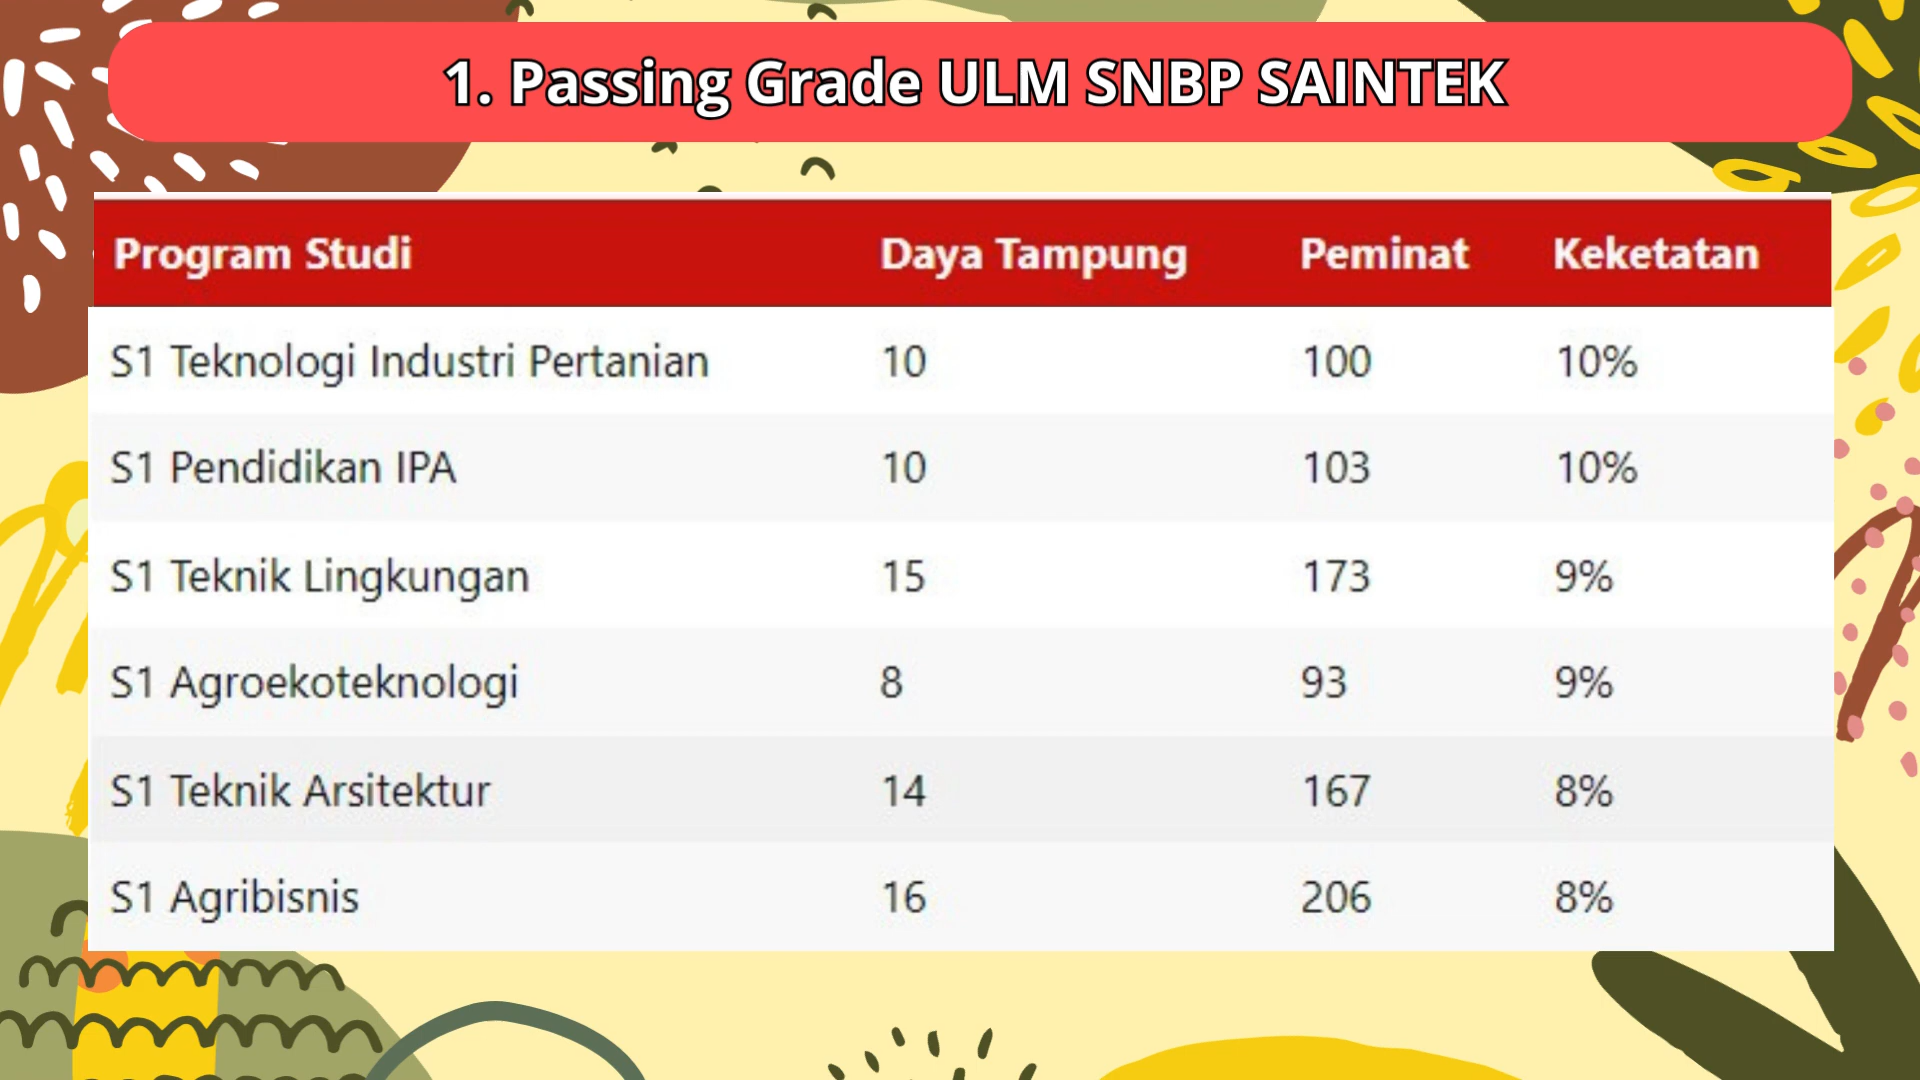 1. Passing Grade ULM SNBP SAINTEK
Program Studi Daya Tampung Peminat Keketatan
S1 Teknologi Industri Pertanian 10 100 10%
S1 Pendidikan IPA 10 103 10%
S1 Teknik Lingkungan 15 173 9%
S1 Agroekoteknologi 8 93 9%
S1 Teknik Arsitektur 14 167 8%
S1 Agribisnis 16 206 8%